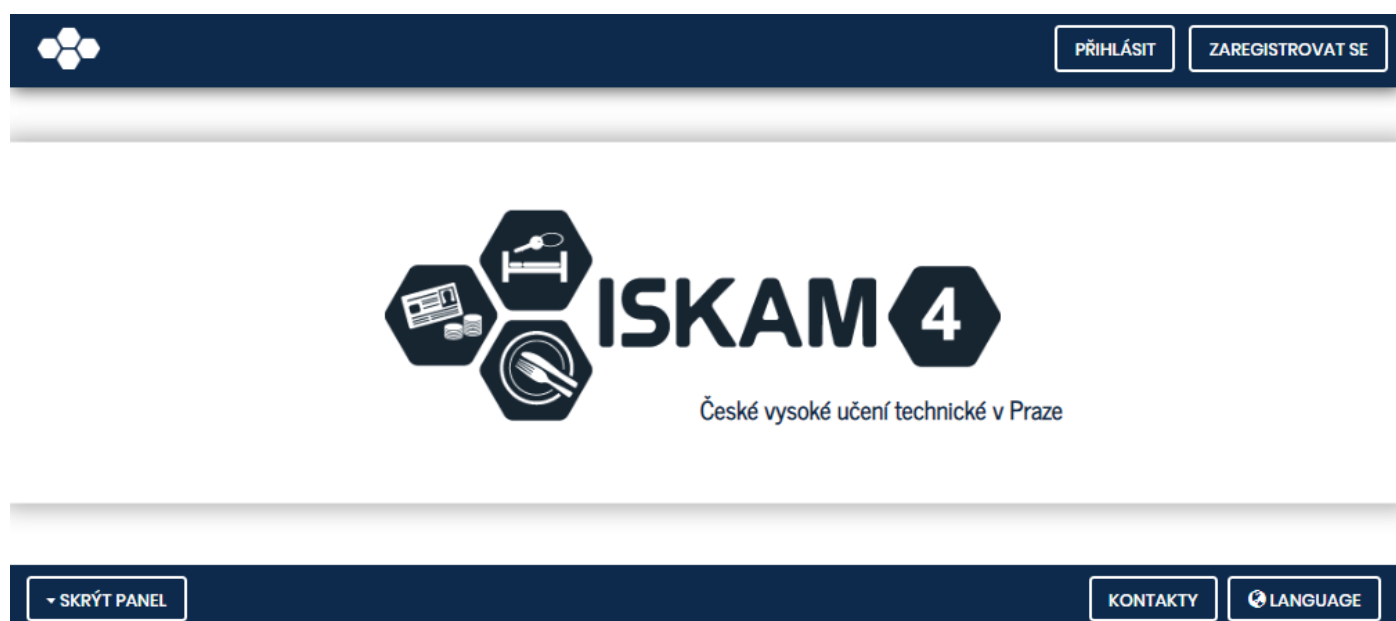 PŘIHLÁSIT
ZAREGISTROVAT SE
ISKAM 4
České vysoké učení technické v Praze
SKRÝT PANEL
KONTAKTY
LANGUAGE